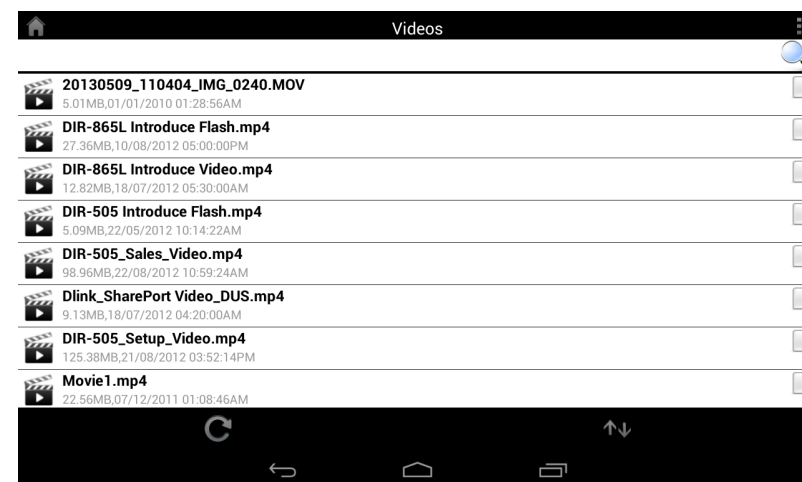 Videos
20130509_110404_IMG_0240.MOV
5.01MB,01/01/2010 01:28:56AM
DIR-865L Introduce Flash.mp4
27.36MB,10/08/2012 05:00:00PM
DIR-865L Introduce Video.mp4
12.82MB,18/07/2012 05:30:00AM
DIR-505 Introduce Flash.mp4
5.09MB,22/05/2012 10:14:22AM
DIR-505_Sales_Video.mp4
98.96MB,22/08/2012 10:59:24AM
Dlink_SharePort Video_DUS.mp4
9.13MB,18/07/2012 04:20:00AM
DIR-505_Setup_Video.mp4
125.38MB,21/08/2012 03:52:14PM
Movie1.mp4
22.56MB,07/12/2011 01:08:46AM